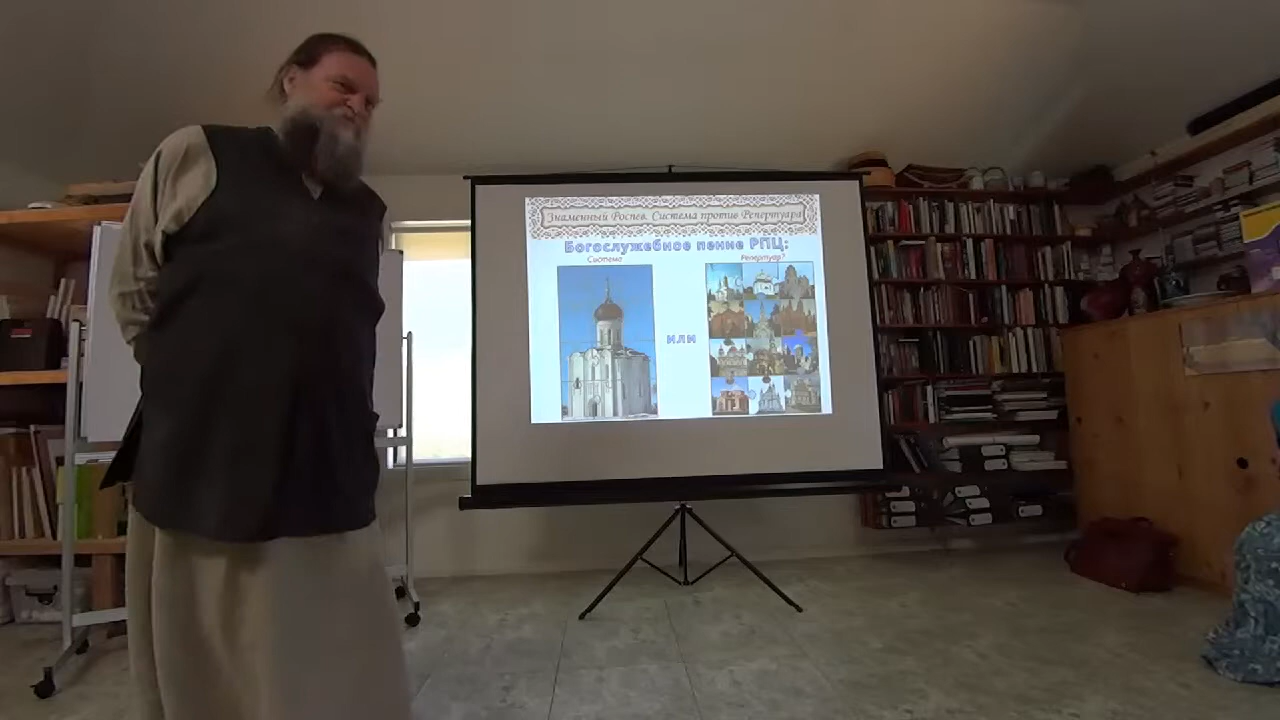 Знаменный Роспев. Система против Репертуара
Богослужебное пение РПЦ:
Система
Репертуар?
или